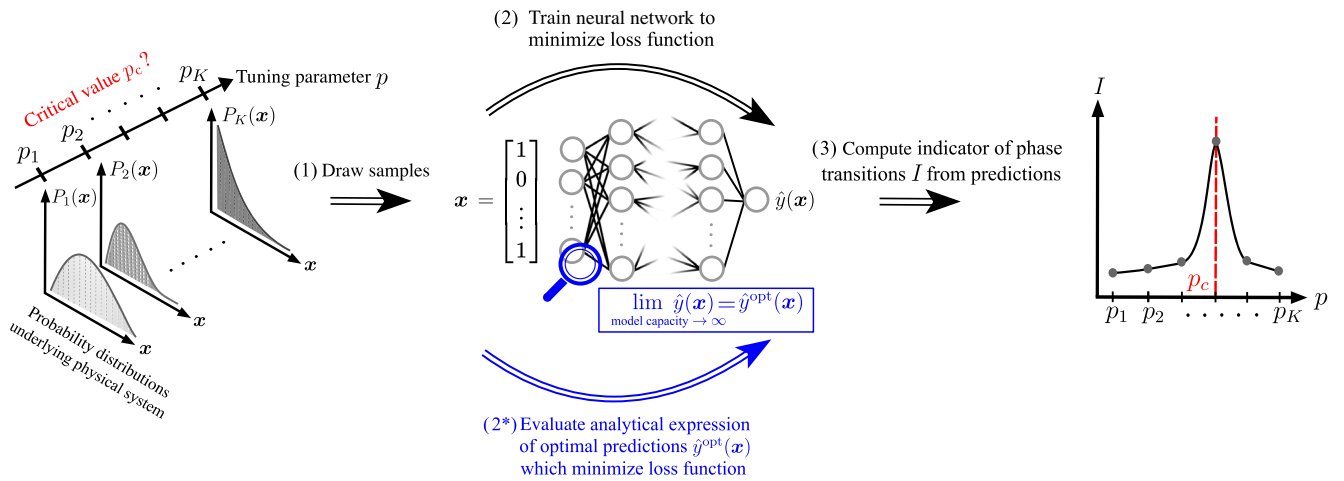 Critical value p_c?
p_1
p_2
. . . . .
p_K
Tuning parameter p
P_1(x)
P_2(x)
P_K(x)
x
x
x
. . . . .
Probability distributions
underlying physical system
(1) Draw samples
(2) Train neural network to
minimize loss function
x = [1 0 ⋮ 1]
ŷ(x)
lim ŷ(x) = ŷ^opt(x)
model capacity → ∞
(2*) Evaluate analytical expression
of optimal predictions ŷ^opt(x)
which minimize loss function
(3) Compute indicator of phase
transitions I from predictions
I
p_c
p_1 p_2 . . . . . p_K
p